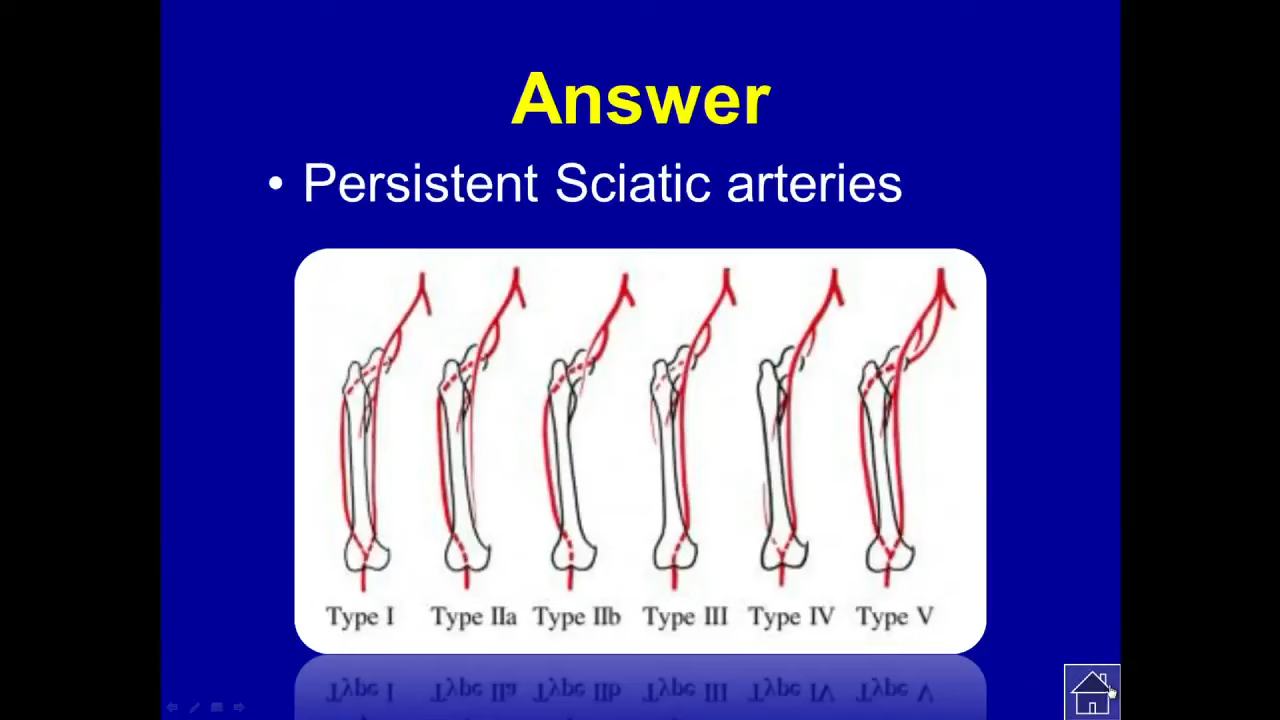 Answer
• Persistent Sciatic arteries
Type I Type IIa Type IIb Type III Type IV Type V